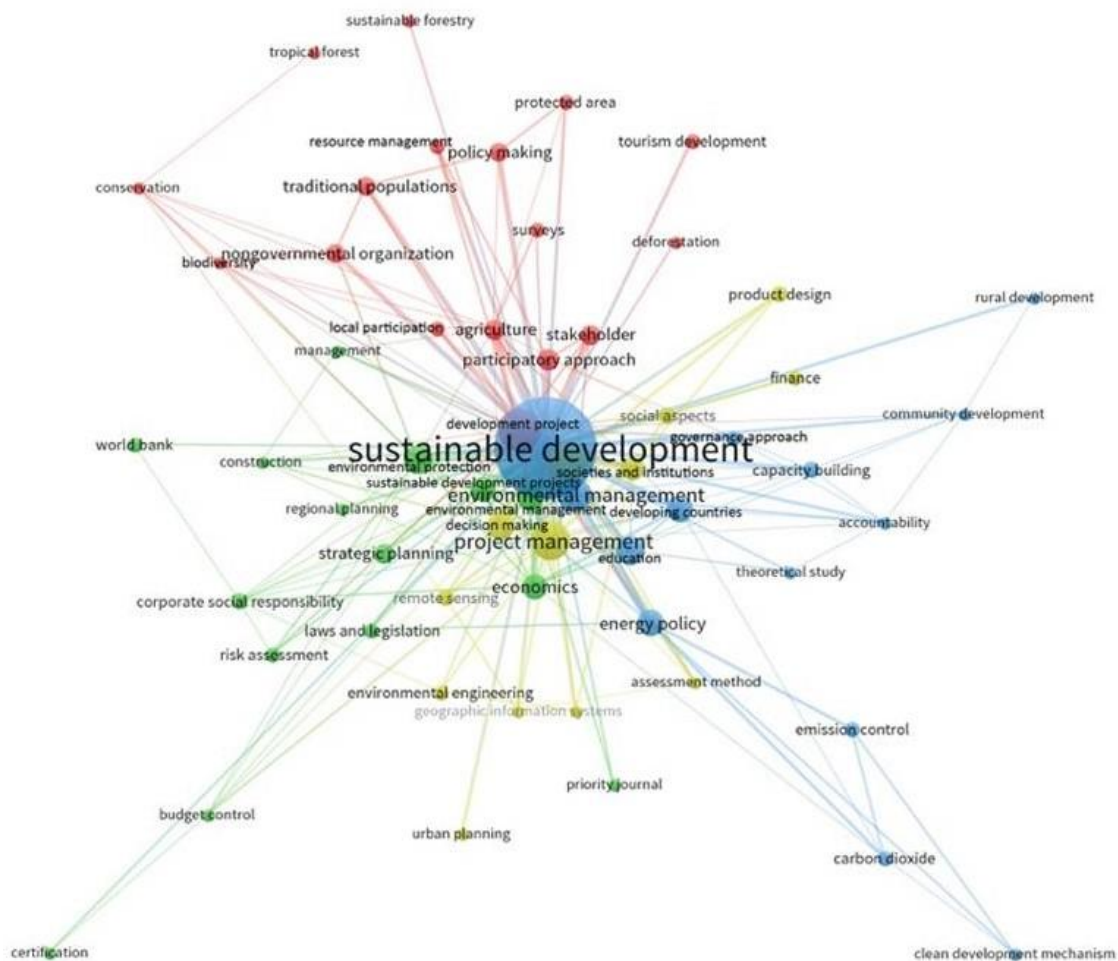 sustainable forestry
tropical forest
protected area
resource management
policy making
tourism development
conservation
traditional populations
surveys
deforestation
nongovernmental organization
biodiversity
product design
rural development
local participation
agriculture
stakeholder
management
participatory approach
finance
social aspects
community development
development project
world bank
governance approach
sustainable development
construction
environmental protection
societies and institutions
capacity building
sustainable development projects
environmental management
regional planning
environmental management
developing countries
decision making
accountability
project management
strategic planning
education
theoretical study
economics
corporate social responsibility
remote sensing
laws and legislation
energy policy
risk assessment
assessment method
environmental engineering
geographic information systems
emission control
priority journal
budget control
urban planning
carbon dioxide
certification
clean development mechanism